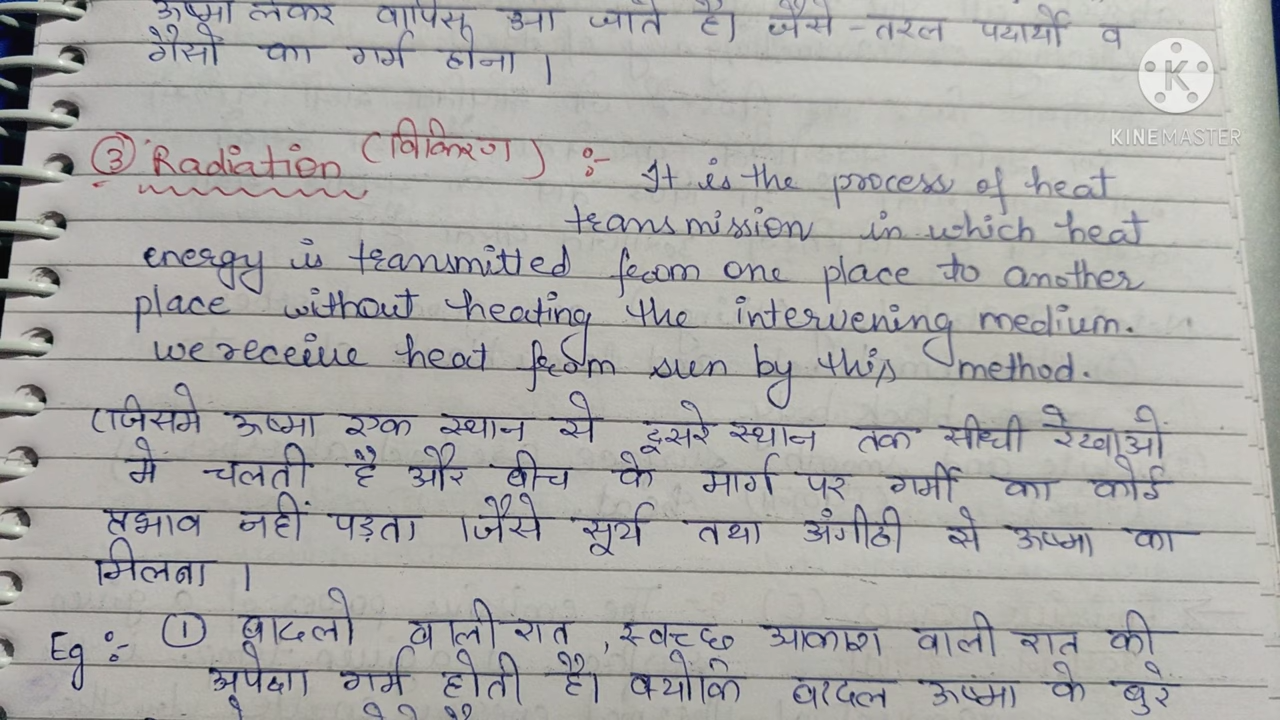 ऊष्मा लेकर वापिस आ जाते है। जैसे - तरल पदार्थो व
गैसो का गर्म होना।
K
KINEMASTER
③ Radiation (विकिरण) :- It is the process of heat
transmission in which heat
energy is transmitted from one place to another
place without heating the intervening medium.
we receive heat from sun by this method.
(जिसमे ऊष्मा एक स्थान से दूसरे स्थान तक सीधी रेखाओ
मे चलती है और बीच के मार्ग पर गर्मी का कोई
प्रभाव नहीं पड़ता। जैसे सूर्य तथा अंगीठी से ऊष्मा का
मिलना।
Eg :- ① बादलो वाली रात, स्वच्छ आकाश वाली रात की
अपेक्षा गर्म होती है। क्योकि बादल ऊष्मा के बुरे